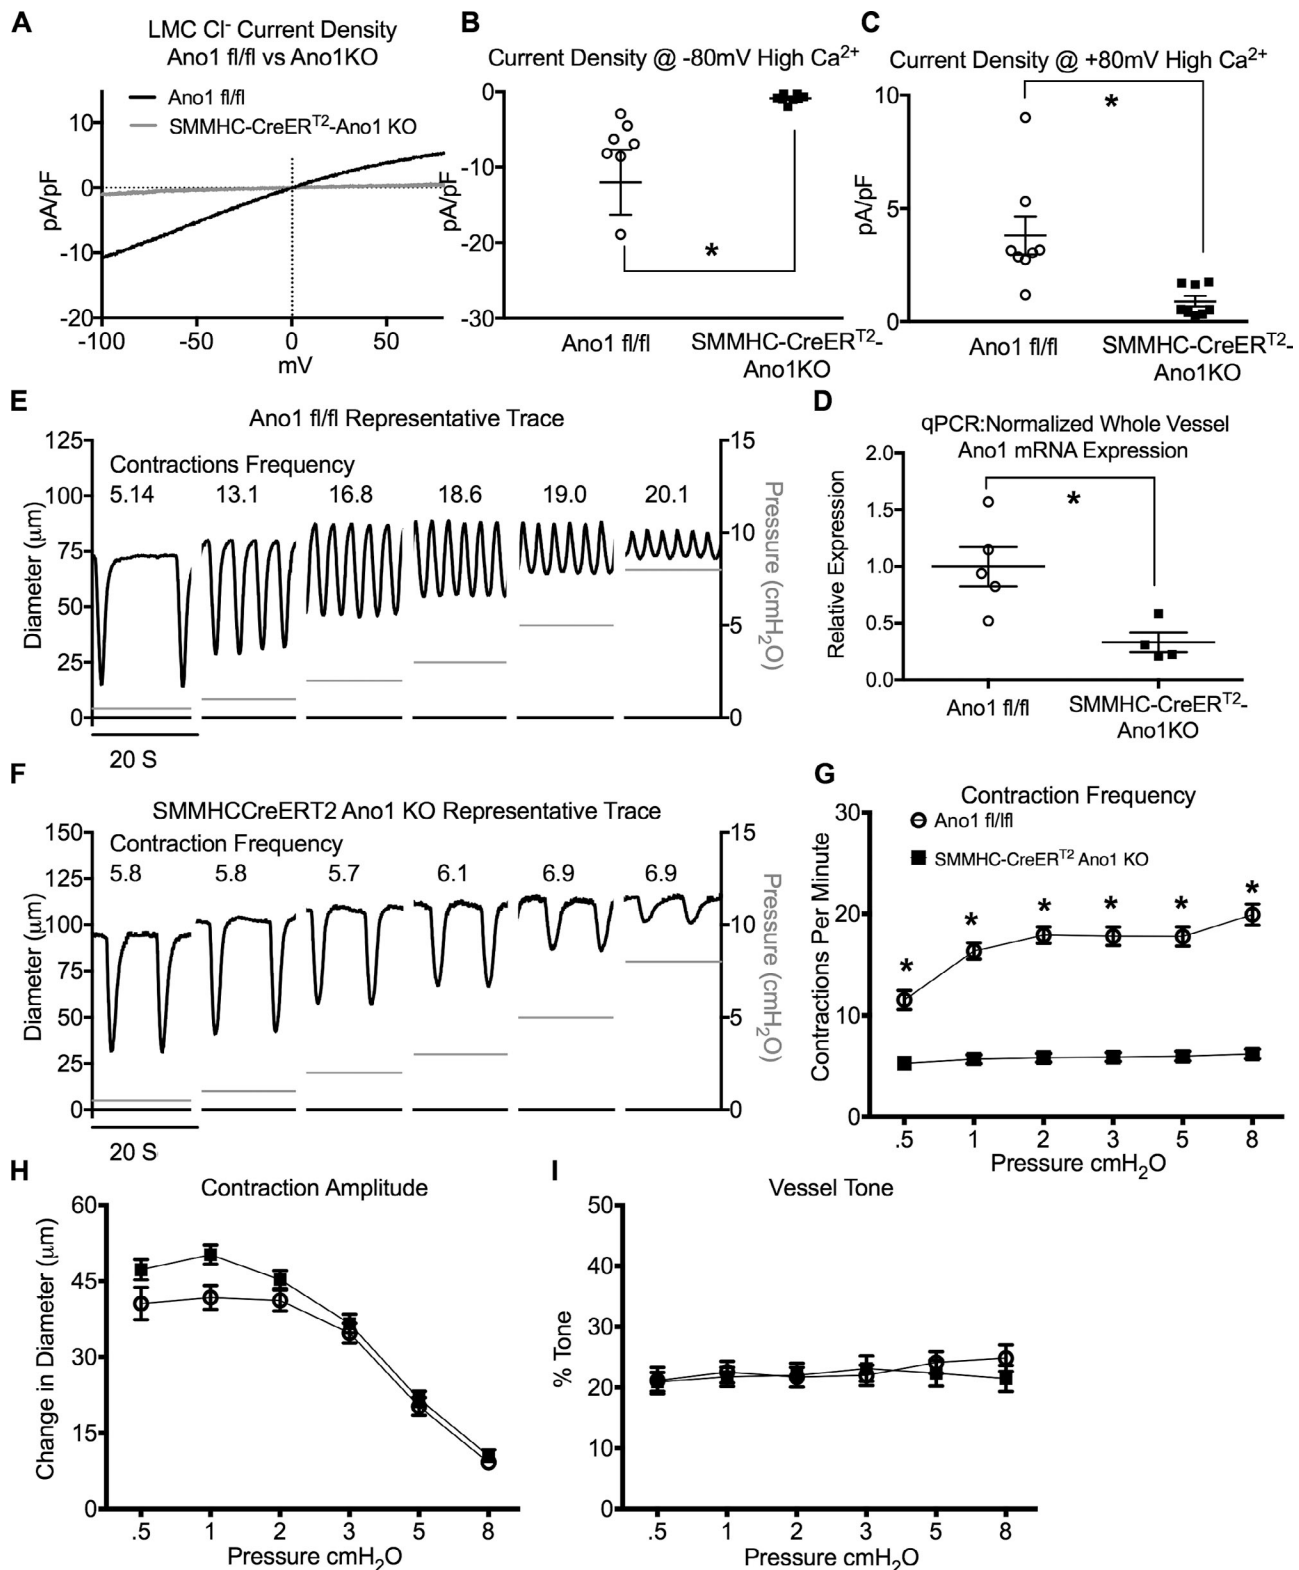 A
LMC Cl- Current Density
Ano1 fl/fl vs Ano1KO
Ano1 fl/fl
SMMHC-CreERT2-Ano1 KO
pA/pF
10
0
-10
-20
-100
-50
0
50
mV
B
Current Density @ -80mV High Ca2+
pA/pF
0
-10
-20
-30
*
Ano1 fl/fl
SMMHC-CreERT2-
Ano1KO
C
Current Density @ +80mV High Ca2+
pA/pF
10
5
0
*
Ano1 fl/fl
SMMHC-CreERT2-
Ano1KO
E
Ano1 fl/fl Representative Trace
Contractions Frequency
5.14 13.1 16.8 18.6 19.0 20.1
Diameter (μm)
125
100
75
50
25
0
Pressure (cmH2O)
15
10
5
0
20 S
D
qPCR:Normalized Whole Vessel
Ano1 mRNA Expression
Relative Expression
2.0
1.5
1.0
0.5
0.0
*
Ano1 fl/fl
SMMHC-CreERT2-
Ano1KO
F
SMMHCCreERT2 Ano1 KO Representative Trace
Contraction Frequency
5.8 5.8 5.7 6.1 6.9 6.9
Diameter (μm)
150
125
100
75
50
25
0
Pressure (cmH2O)
15
10
5
0
20 S
G
Contraction Frequency
Ano1 fl/lfl
SMMHC-CreERT2 Ano1 KO
Contractions Per Minute
30
20
10
0
* * * * * *
.5 1 2 3 5 8
Pressure cmH2O
H
Contraction Amplitude
Change in Diameter (μm)
60
45
30
15
0
.5 1 2 3 5 8
Pressure cmH2O
I
Vessel Tone
% Tone
50
40
30
20
10
0
.5 1 2 3 5 8
Pressure cmH2O